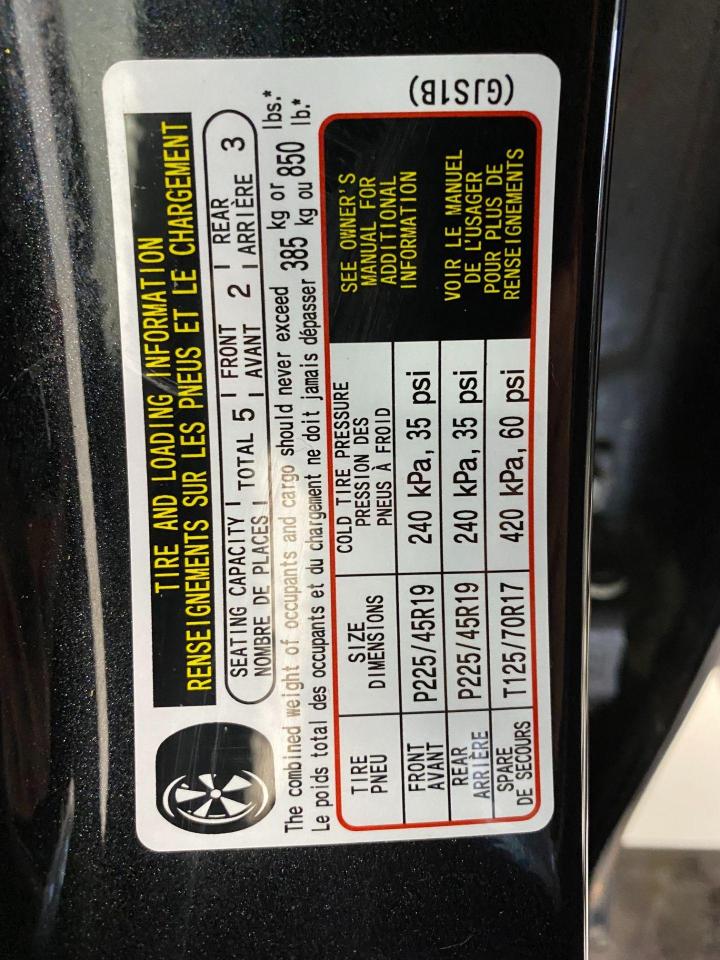 TIRE AND LOADING INFORMATION
RENSEIGNEMENTS SUR LES PNEUS ET LE CHARGEMENT
SEATING CAPACITY TOTAL 5 FRONT 2 REAR 3
NOMBRE DE PLACES AVANT ARRIÈRE
The combined weight of occupants and cargo should never exceed 385 kg or 850 lbs.*
Le poids total des occupants et du chargement ne doit jamais dépasser kg ou lb.*
TIRE SIZE COLD TIRE PRESSURE
PNEU DIMENSIONS PRESSION DES
PNEUS À FROID
FRONT P225/45R19 240 kPa, 35 psi
AVANT
REAR P225/45R19 240 kPa, 35 psi
ARRIÈRE
SPARE T125/70R17 420 kPa, 60 psi
DE SECOURS
SEE OWNER'S
MANUAL FOR
ADDITIONAL
INFORMATION
VOIR LE MANUEL
DE L'USAGER
POUR PLUS DE
RENSEIGNEMENTS
(GJS1B)